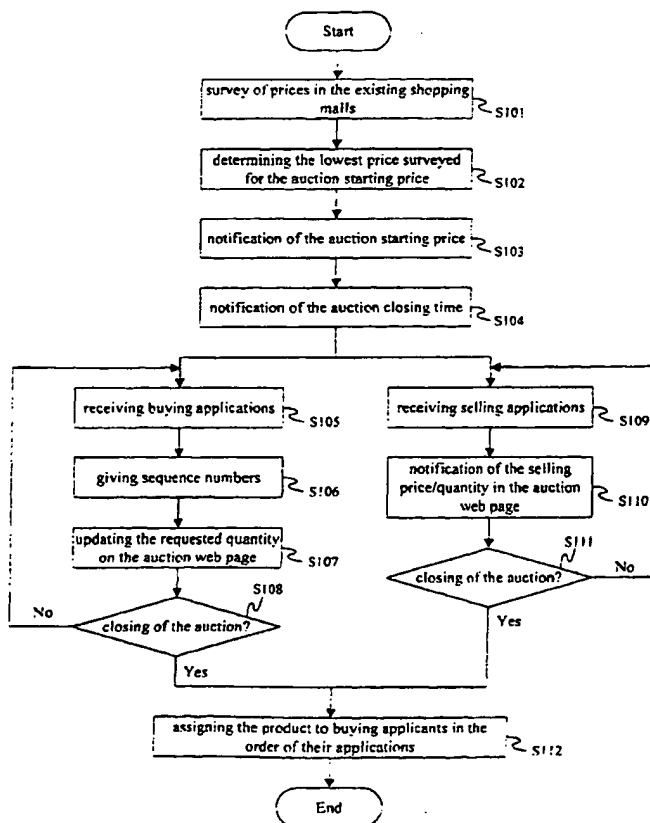 Start
survey of prices in the existing shopping
malls
S101
determining the lowest price surveyed
for the auction starting price
S102
notification of the auction starting price
S103
notification of the auction closing time
S104
receiving buying applications
S105
giving sequence numbers
S106
updating the requested quantity
on the auction web page
S107
S108
No
closing of the auction?
Yes
receiving selling applications
S109
notification of the selling
price/quantity in the auction
web page
S110
S111
closing of the auction?
No
Yes
assigning the product to buying applicants in the
order of their applications
S112
End